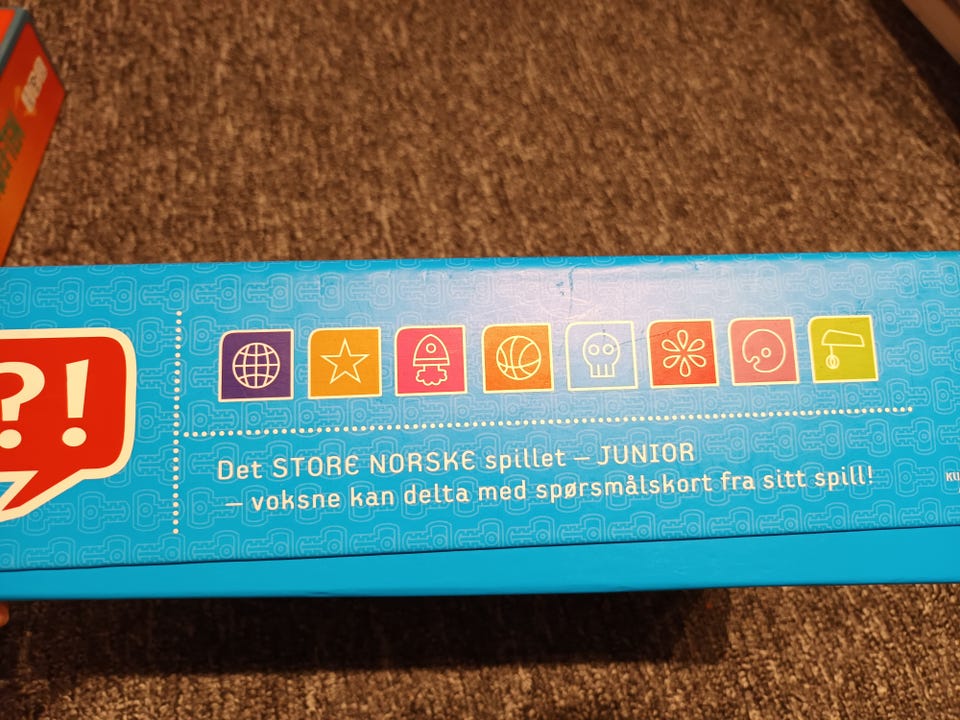 ?!
Det STORE NORSKE spillet – JUNIOR
– voksne kan delta med spørsmålskort fra sitt spill!